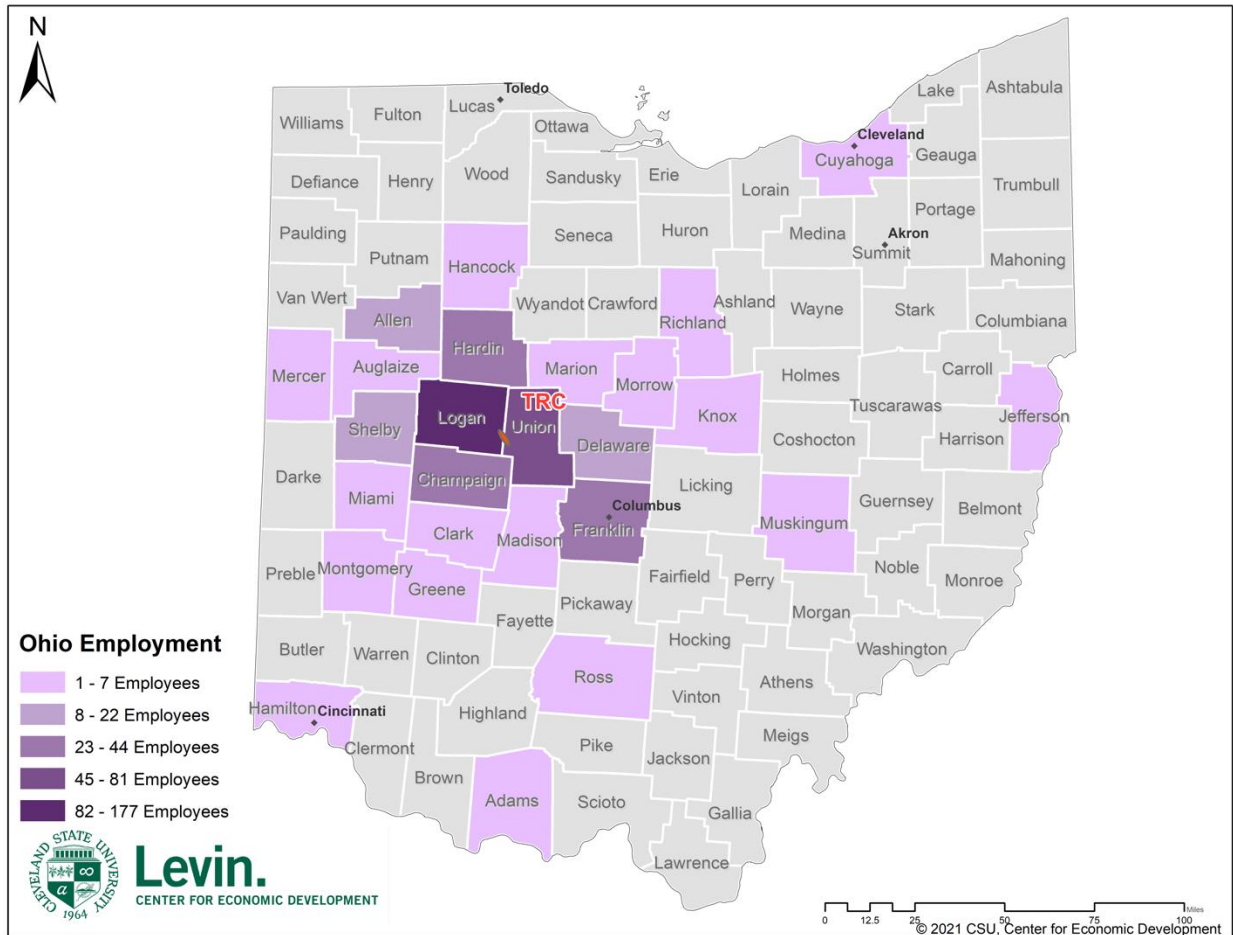 N
Toledo
Lucas
Fulton
Williams
Ottawa
Lake
Ashtabula
Cleveland
Cuyahoga
Geauga
Wood
Henry
Defiance
Sandusky
Erie
Lorain
Trumbull
Portage
Medina
Akron
Summit
Paulding
Seneca
Huron
Putnam
Hancock
Mahoning
Van Wert
Wyandot
Crawford
Ashland
Wayne
Stark
Columbiana
Allen
Richland
Hardin
Mercer
Auglaize
Marion
Morrow
Holmes
Carroll
TRC
Knox
Tuscarawas
Jefferson
Logan
Union
Shelby
Delaware
Coshocton
Harrison
Darke
Champaign
Licking
Guernsey
Belmont
Miami
Columbus
Franklin
Muskingum
Clark
Madison
Noble
Monroe
Preble
Montgomery
Greene
Fairfield
Perry
Morgan
Pickaway
Fayette
Washington
Hocking
Butler
Warren
Clinton
Ross
Athens
Vinton
Hamilton
Cincinnati
Highland
Meigs
Clermont
Pike
Jackson
Brown
Adams
Scioto
Gallia
Lawrence
Ohio Employment
1 - 7 Employees
8 - 22 Employees
23 - 44 Employees
45 - 81 Employees
82 - 177 Employees
CLEVELAND STATE UNIVERSITY
1964
Levin.
CENTER FOR ECONOMIC DEVELOPMENT
Miles
0 12.5 25 50 75 100
© 2021 CSU, Center for Economic Development